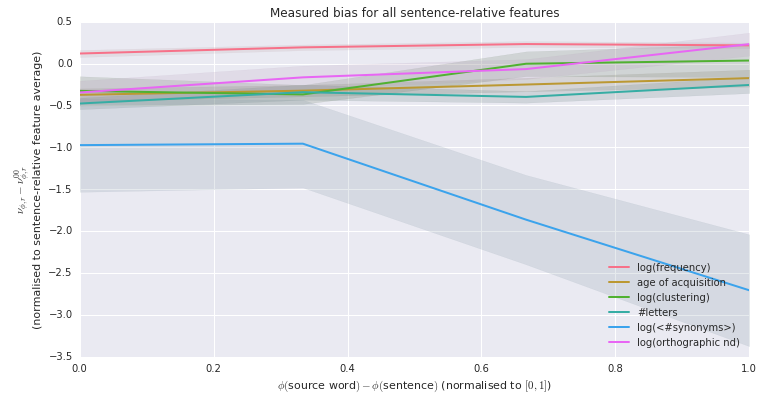 Measured bias for all sentence-relative features
0.5
0.0
−0.5
−1.0
−1.5
−2.0
−2.5
−3.0
−3.5
ν_{ϕ,r} − ν_{ϕ,r}^{00}
(normalised to sentence-relative feature average)
log(frequency)
age of acquisition
log(clustering)
#letters
log(<#synonyms>)
log(orthographic nd)
0.0 0.2 0.4 0.6 0.8 1.0
ϕ(source word) − ϕ(sentence) (normalised to [0,1])